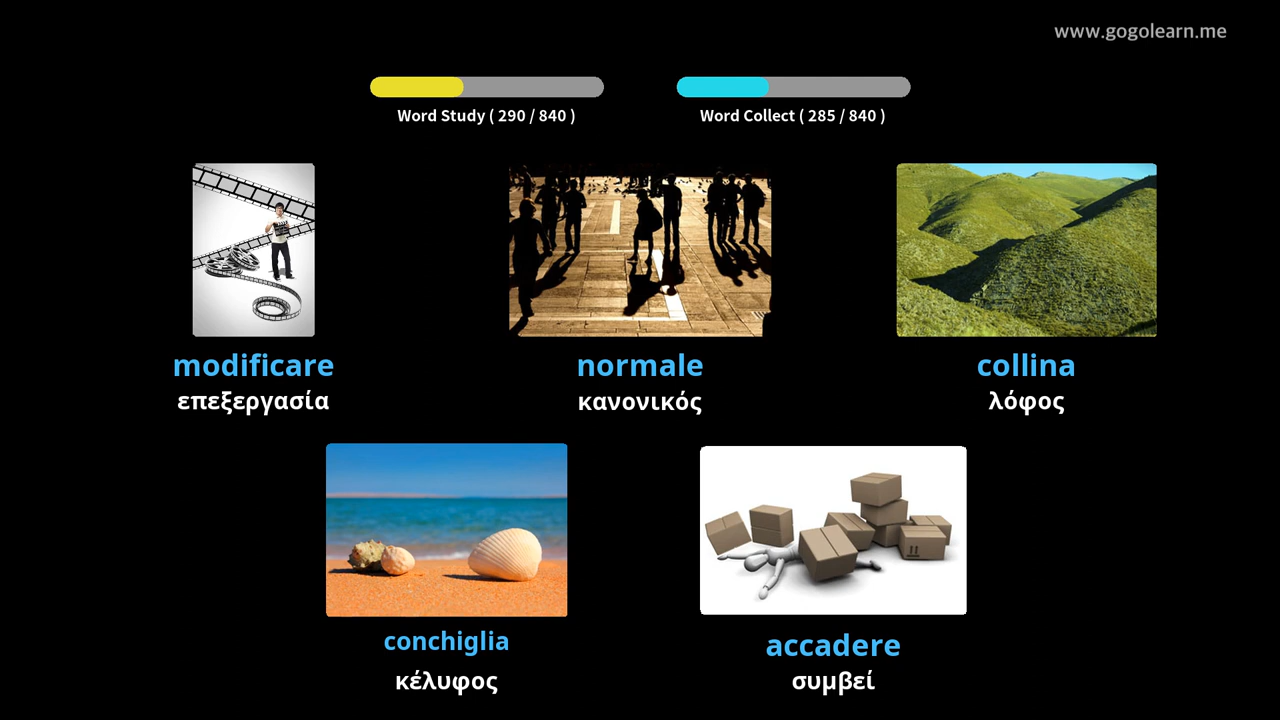 www.gogolearn.me
Word Study ( 290 / 840 )
Word Collect ( 285 / 840 )
modificare
επεξεργασία
normale
κανονικός
collina
λόφος
conchiglia
κέλυφος
accadere
συμβεί